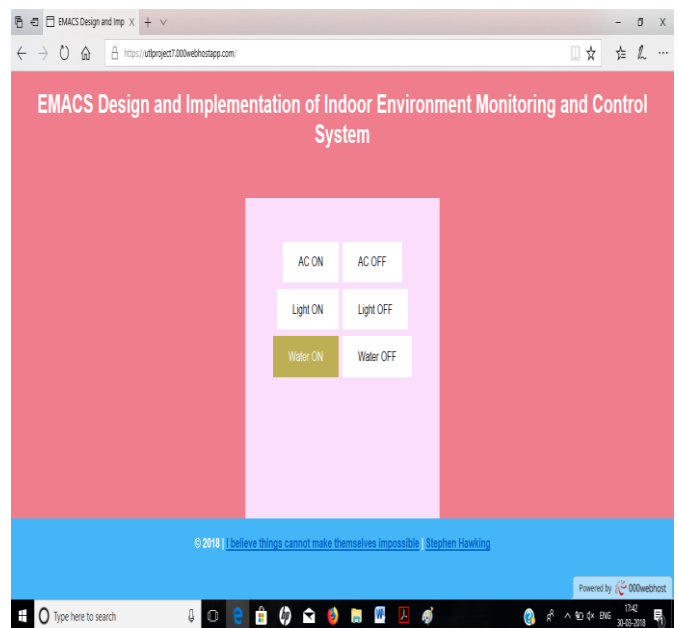 EMACS Design and Imp
https://utlproject7.000webhostapp.com/
EMACS Design and Implementation of Indoor Environment Monitoring and Control
System
AC ON AC OFF
Light ON Light OFF
Water ON Water OFF
© 2018 | I believe things cannot make themselves impossible | Stephen Hawking
Powered by 000webhost
Type here to search
ENG
17:42
30-03-2018